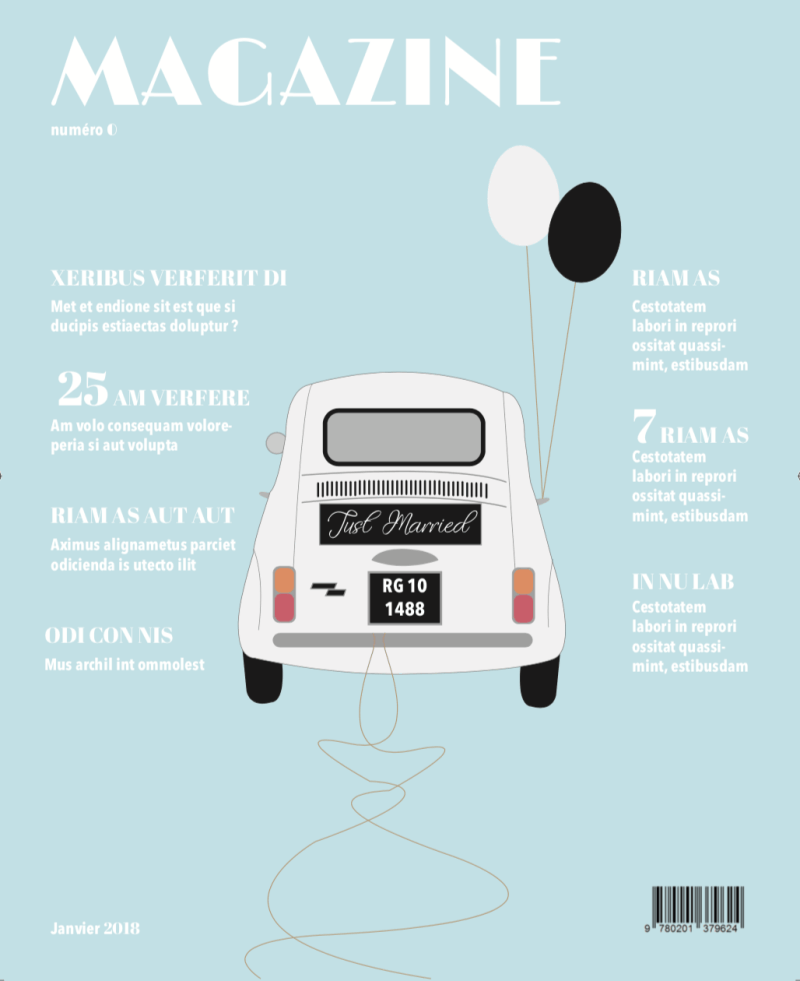 MAGAZINE
numéro 0
XERIBUS VERFERIT DI
Met et endione sit est que si
ducipis estiaectas doluptur ?
25 AM VERFERE
Am volo consequam volore-
peria si aut volupta
RIAM AS AUT AUT
Aximus alignametus parciet
odicienda is utecto ilit
ODI CON NIS
Mus archil int ommolest
RIAM AS
Cestotatem
labori in reprori
ossitat quassi-
mint, estibusdam
7 RIAM AS
Cestotatem
labori in reprori
ossitat quassi-
mint, estibusdam
IN NU LAB
Cestotatem
labori in reprori
ossitat quassi-
mint, estibusdam
Just Married
RG 10
1488
Janvier 2018
9 780201 379624